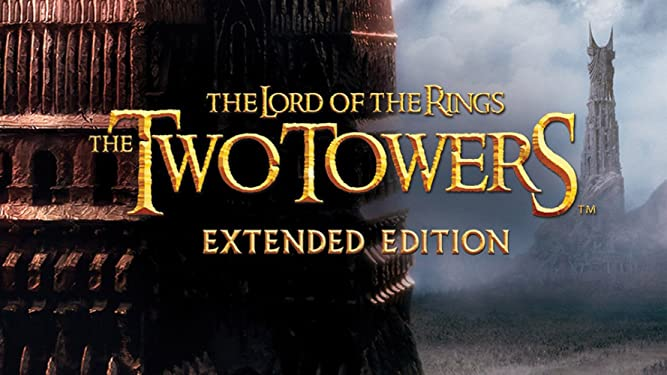 THE LORD OF THE RINGS
THE TWO TOWERS™
EXTENDED EDITION